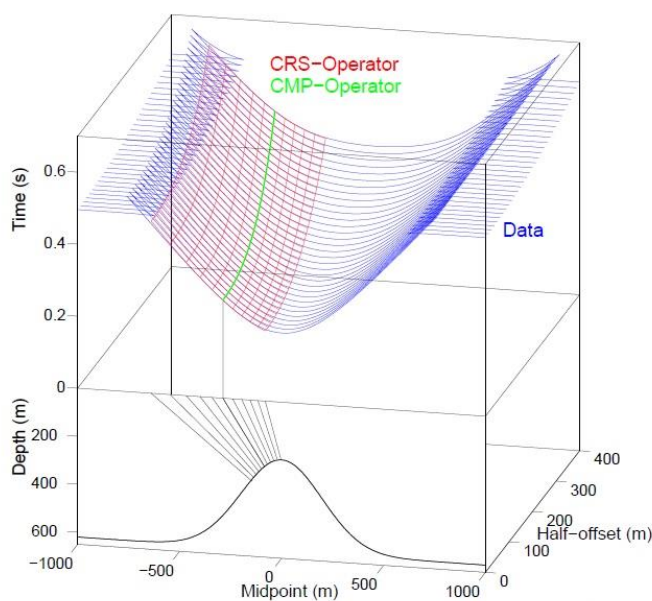 CRS−Operator
CMP−Operator
Time (s)
0.6
0.4
0.2
0
Data
Depth (m)
200
400
600
−1000
−500
0
500
1000
Midpoint (m)
0
100
200
300
400
Half−offset (m)